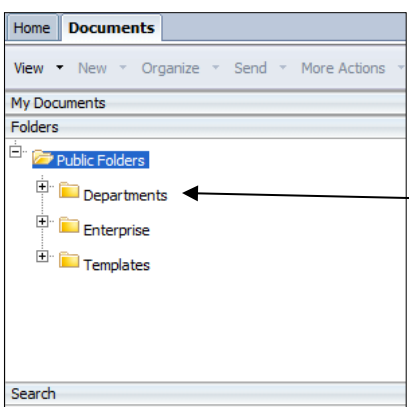 Home Documents
View New Organize Send More Actions
My Documents
Folders
Public Folders
Departments
Enterprise
Templates
Search